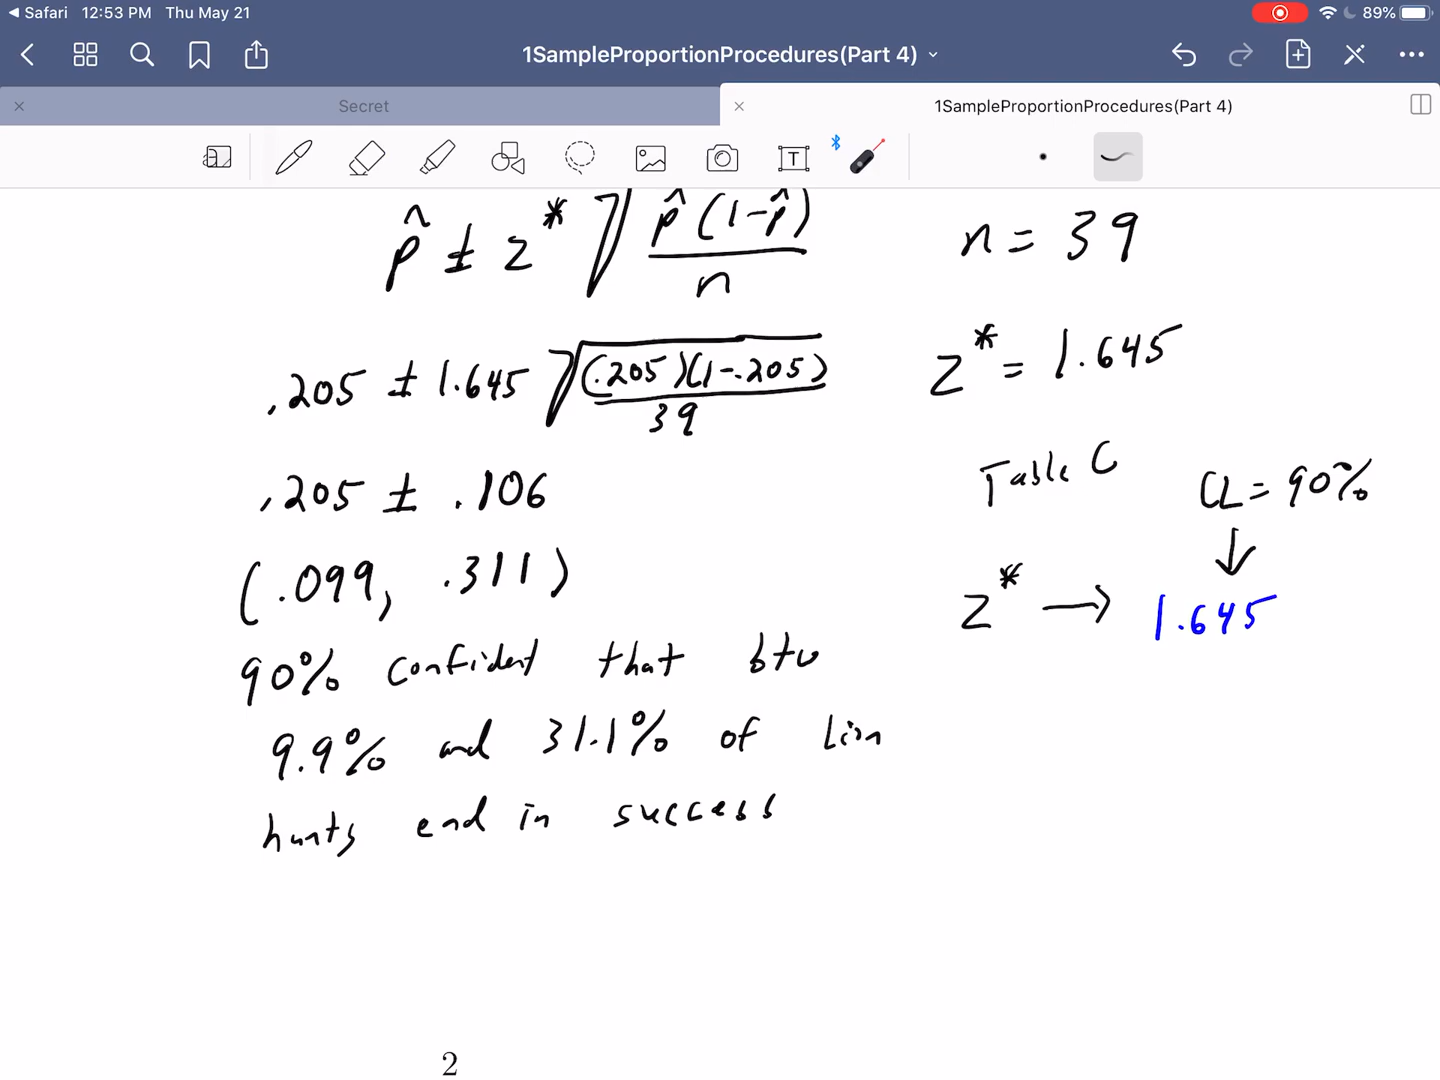 Safari 12:53 PM Thu May 21 89%
1SampleProportionProcedures(Part 4)
Secret
1SampleProportionProcedures(Part 4)
T
p̂ ± z* √ p̂(1-p̂) / n
n = 39
.205 ± 1.645 √ (.205)(1-.205) / 39
z* = 1.645
.205 ± .106
Table C
CL = 90%
↓
(.099, .311)
z* → 1.645
90% confident that btw
9.9% and 31.1% of Lion
hunts end in success
2